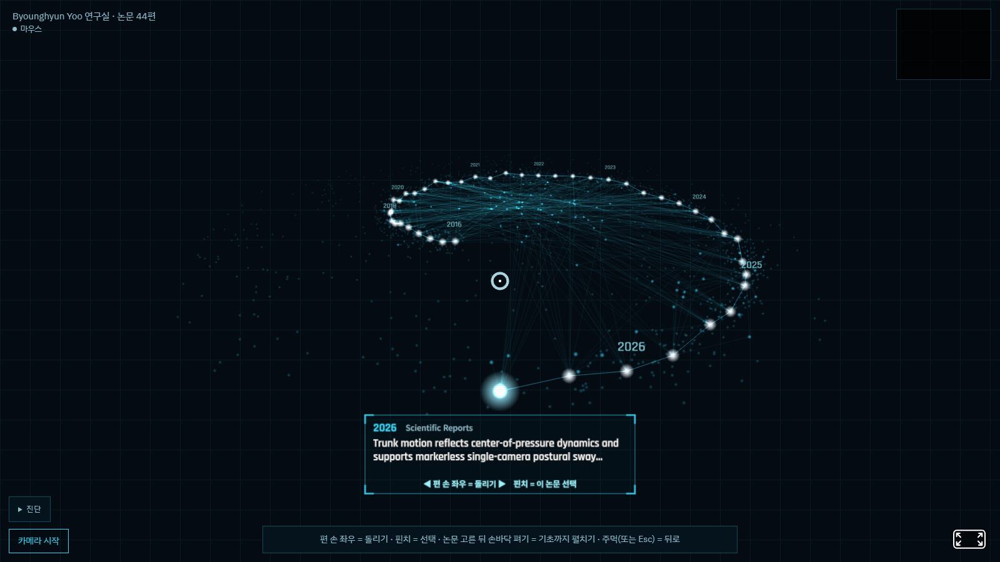 Byounghyun Yoo 연구실 · 논문 44편
마우스
2021
2022
2023
2020
2024
2018
2016
2025
2026
2026 Scientific Reports
Trunk motion reflects center-of-pressure dynamics and
supports markerless single-camera postural sway...
◀ 편 손 좌우 = 돌리기 ▶ 핀치 = 이 논문 선택
▶ 진단
카메라 시작
편 손 좌우 = 돌리기 · 핀치 = 선택 · 논문 고른 뒤 손바닥 펴기 = 기초까지 펼치기 · 주먹(또는 Esc) = 뒤로